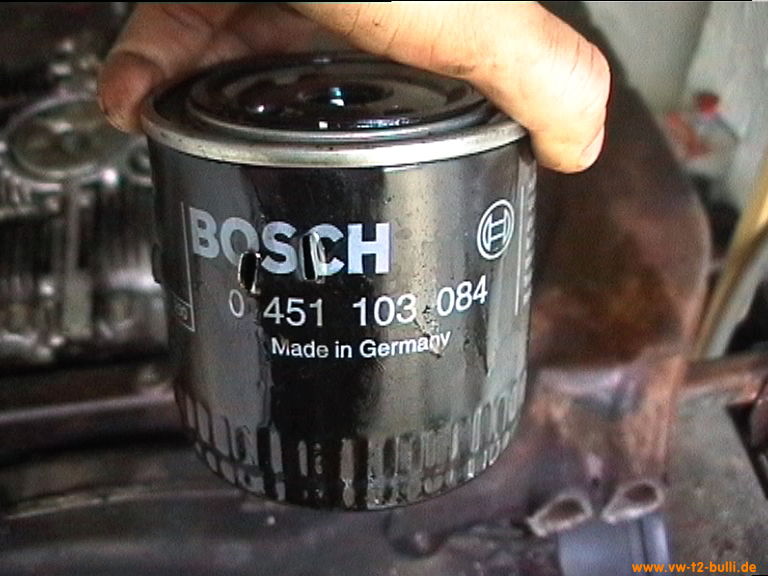 BOSCH
0 451 103 084
Made in Germany
www.vw-t2-bulli.de